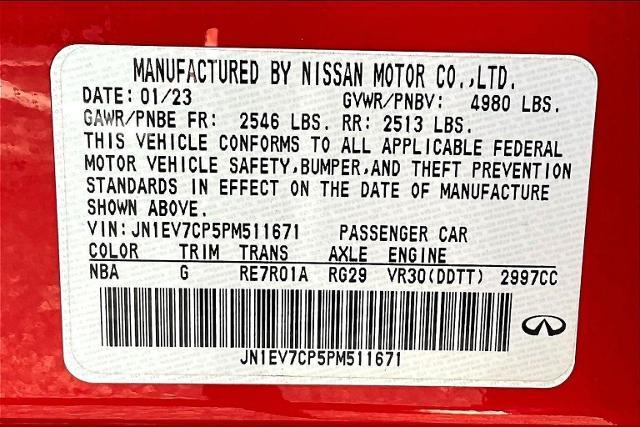 MANUFACTURED BY NISSAN MOTOR CO.,LTD.
DATE: 01/23 GVWR/PNBV: 4980 LBS.
GAWR/PNBE FR: 2546 LBS. RR: 2513 LBS.
THIS VEHICLE CONFORMS TO ALL APPLICABLE FEDERAL
MOTOR VEHICLE SAFETY,BUMPER,AND THEFT PREVENTION
STANDARDS IN EFFECT ON THE DATE OF MANUFACTURE
SHOWN ABOVE.
VIN:JN1EV7CP5PM511671 PASSENGER CAR
COLOR TRIM TRANS AXLE ENGINE
NBA G RE7R01A RG29 VR30(DDTT) 2997CC
JN1EV7CP5PM511671